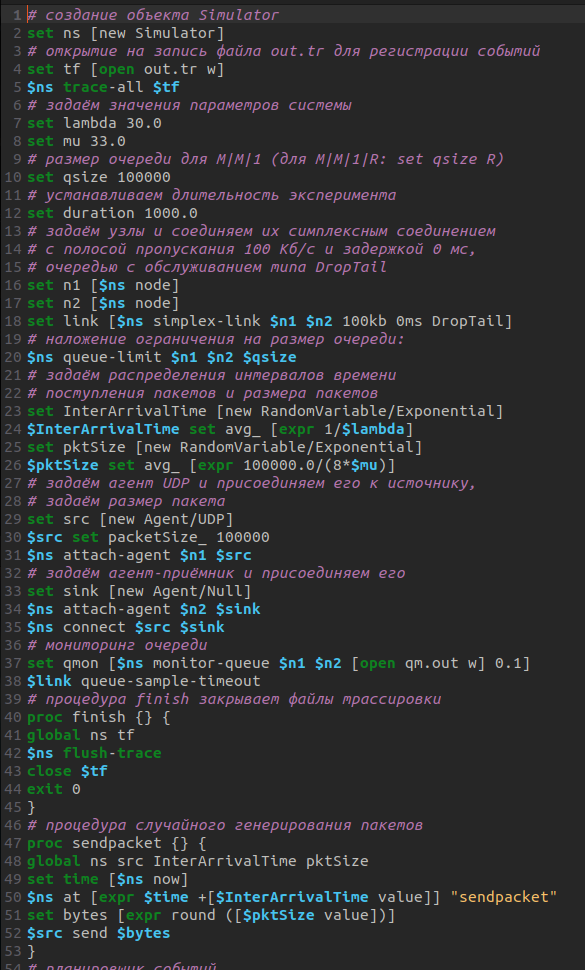 1 # создание объекта Simulator
2 set ns [new Simulator]
3 # открытие на запись файла out.tr для регистрации событий
4 set tf [open out.tr w]
5 $ns trace-all $tf
6 # задаём значения параметров системы
7 set lambda 30.0
8 set mu 33.0
9 # размер очереди для M|M|1 (для M|M|1|R: set qsize R)
10 set qsize 100000
11 # устанавливаем длительность эксперимента
12 set duration 1000.0
13 # задаём узлы и соединяем их симплексным соединением
14 # с полосой пропускания 100 Кб/с и задержкой 0 мс,
15 # очередью с обслуживанием типа DropTail
16 set n1 [$ns node]
17 set n2 [$ns node]
18 set link [$ns simplex-link $n1 $n2 100kb 0ms DropTail]
19 # наложение ограничения на размер очереди:
20 $ns queue-limit $n1 $n2 $qsize
21 # задаём распределения интервалов времени
22 # поступления пакетов и размера пакетов
23 set InterArrivalTime [new RandomVariable/Exponential]
24 $InterArrivalTime set avg_ [expr 1/$lambda]
25 set pktSize [new RandomVariable/Exponential]
26 $pktSize set avg_ [expr 100000.0/(8*$mu)]
27 # задаём агент UDP и присоединяем его к источнику,
28 # задаём размер пакета
29 set src [new Agent/UDP]
30 $src set packetSize_ 100000
31 $ns attach-agent $n1 $src
32 # задаём агент-приёмник и присоединяем его
33 set sink [new Agent/Null]
34 $ns attach-agent $n2 $sink
35 $ns connect $src $sink
36 # мониторинг очереди
37 set qmon [$ns monitor-queue $n1 $n2 [open qm.out w] 0.1]
38 $link queue-sample-timeout
39 # процедура finish закрывает файлы трассировки
40 proc finish {} {
41 global ns tf
42 $ns flush-trace
43 close $tf
44 exit 0
45 }
46 # процедура случайного генерирования пакетов
47 proc sendpacket {} {
48 global ns src InterArrivalTime pktSize
49 set time [$ns now]
50 $ns at [expr $time +[$InterArrivalTime value]] "sendpacket"
51 set bytes [expr round ([$pktSize value])]
52 $src send $bytes
53 }
54 # планировщик событий